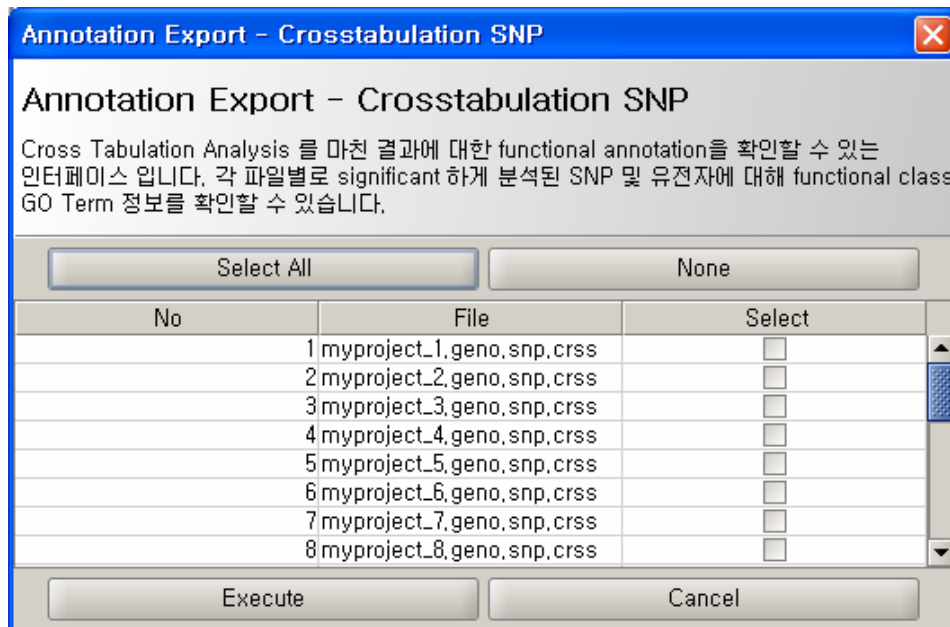 Annotation Export - Crosstabulation SNP
Annotation Export - Crosstabulation SNP
Cross Tabulation Analysis 를 마친 결과에 대한 functional annotation을 확인할 수 있는
인터페이스 입니다. 각 파일별로 significant 하게 분석된 SNP 및 유전자에 대해 functional class
GO Term 정보를 확인할 수 있습니다.
Select All None
No File Select
1 myproject_1.geno.snp.crss
2 myproject_2.geno.snp.crss
3 myproject_3.geno.snp.crss
4 myproject_4.geno.snp.crss
5 myproject_5.geno.snp.crss
6 myproject_6.geno.snp.crss
7 myproject_7.geno.snp.crss
8 myproject_8.geno.snp.crss
Execute Cancel